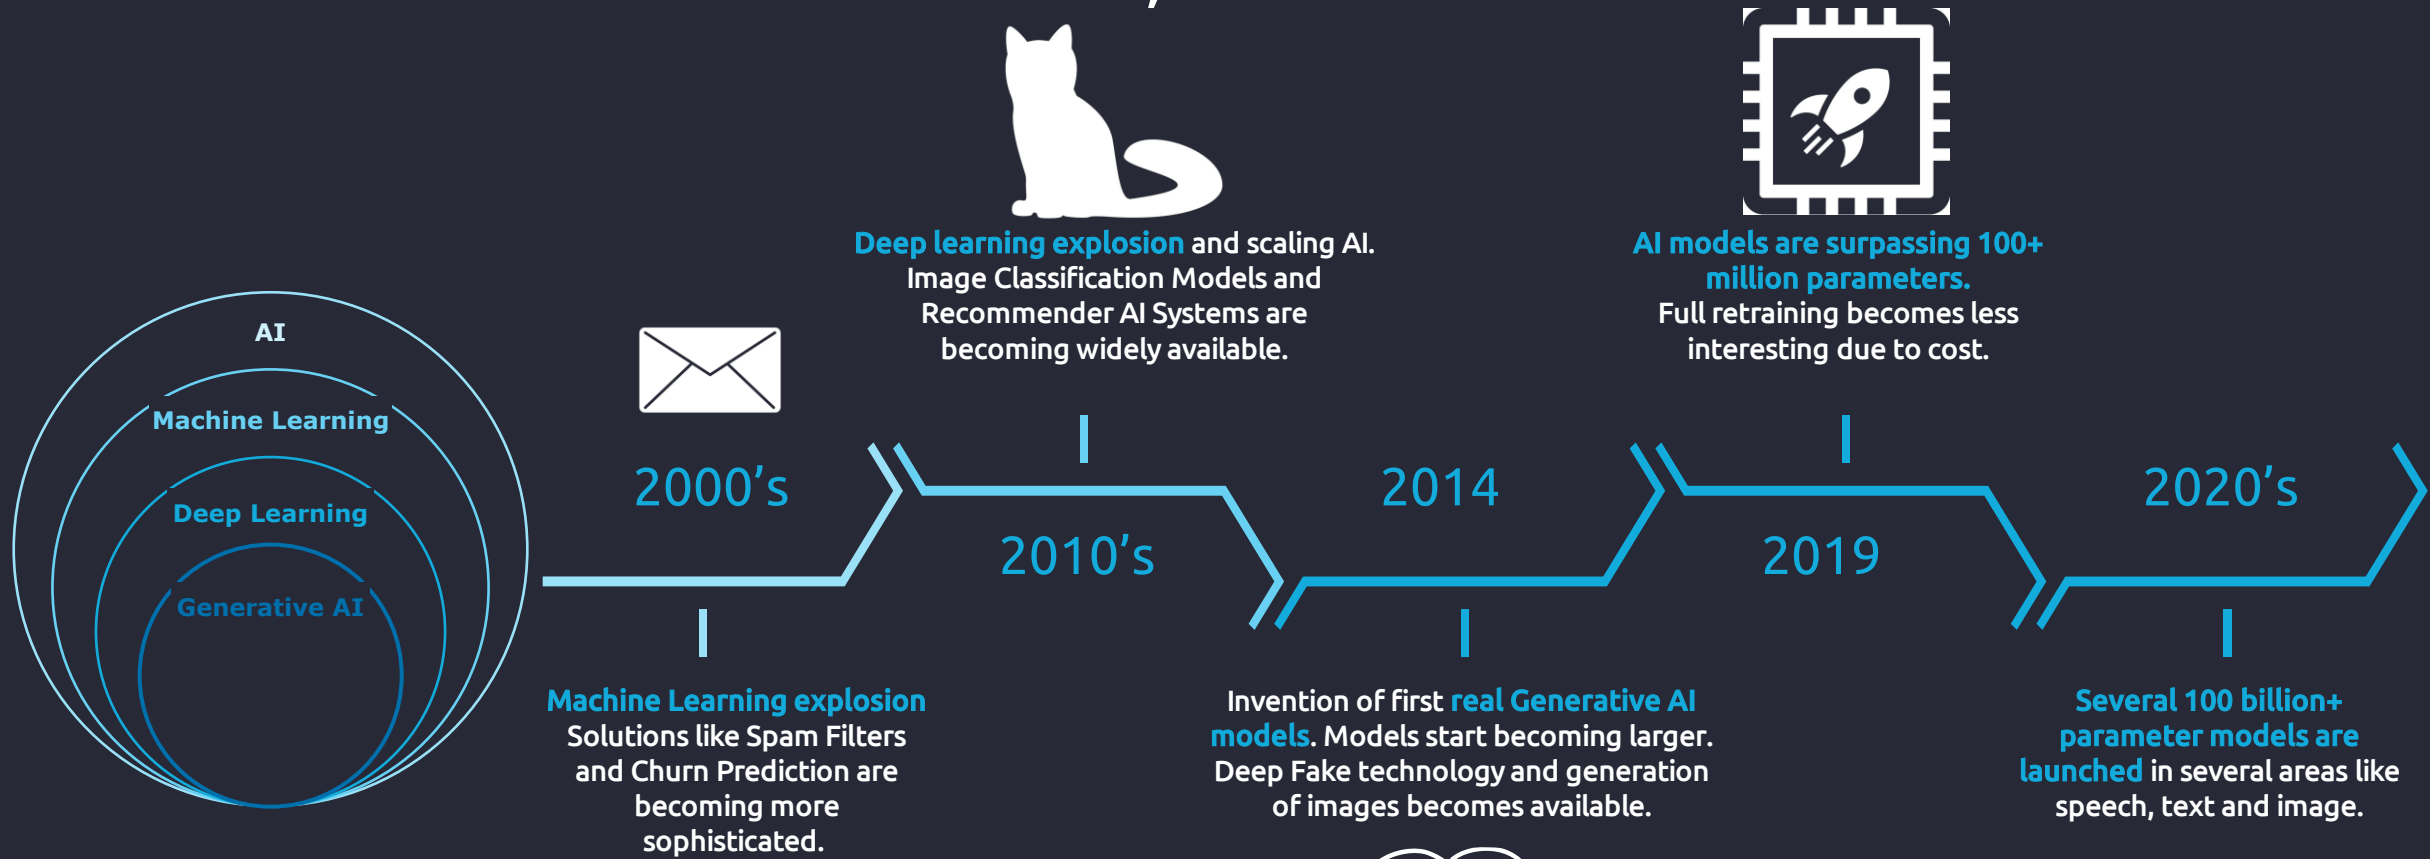 AI
Machine Learning
Deep Learning
Generative AI
2000's
Machine Learning explosion
Solutions like Spam Filters
and Churn Prediction are
becoming more
sophisticated.
Deep learning explosion and scaling AI.
Image Classification Models and
Recommender AI Systems are
becoming widely available.
2010's
2014
Invention of first real Generative AI
models. Models start becoming larger.
Deep Fake technology and generation
of images becomes available.
AI models are surpassing 100+
million parameters.
Full retraining becomes less
interesting due to cost.
2019
2020's
Several 100 billion+
parameter models are
launched in several areas like
speech, text and image.